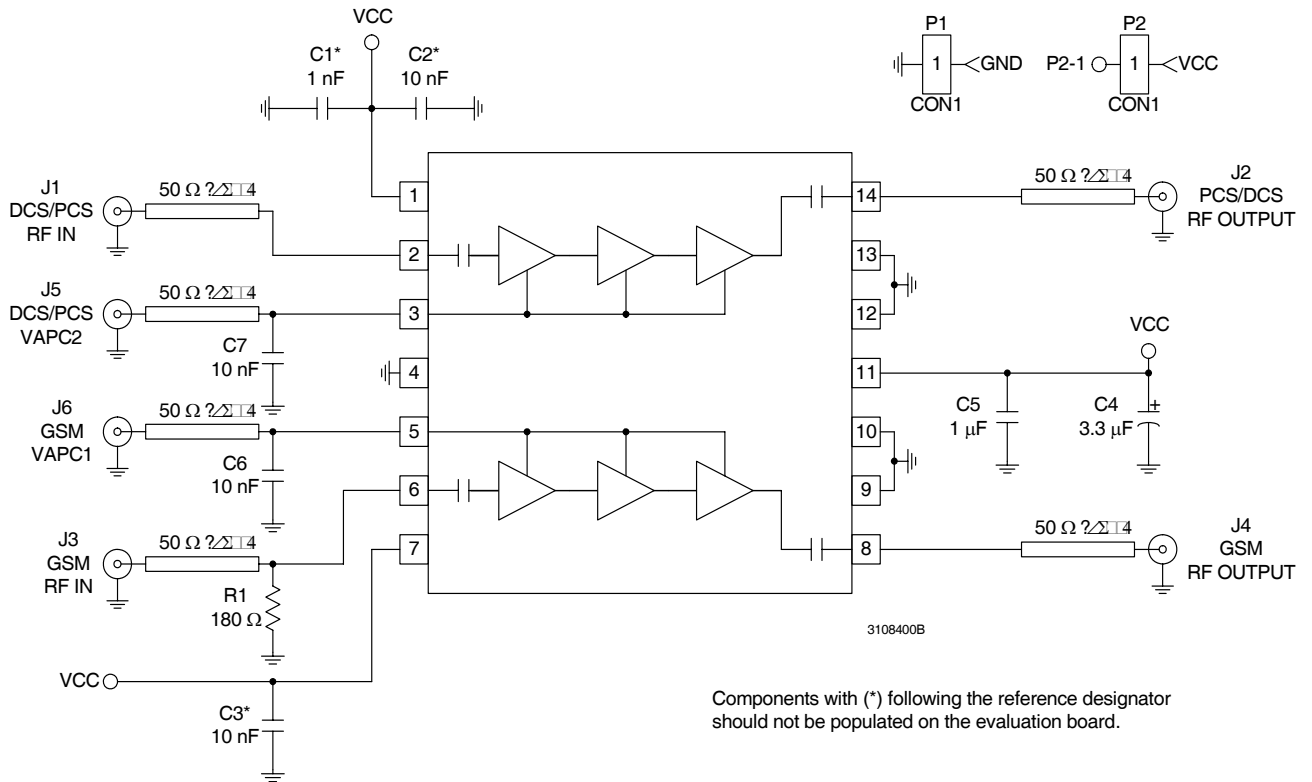 VCC
C1*
1 nF
C2*
10 nF
P1
1
GND
CON1
P2
P2-1
1
VCC
CON1
J1
DCS/PCS
RF IN
50 Ω
1
14
50 Ω
J2
PCS/DCS
RF OUTPUT
2
13
J5
DCS/PCS
VAPC2
50 Ω
3
12
C7
10 nF
4
11
VCC
C5
1 μF
C4
+
3.3 μF
J6
GSM
VAPC1
50 Ω
5
10
C6
10 nF
6
9
J3
GSM
RF IN
50 Ω
7
8
50 Ω
J4
GSM
RF OUTPUT
R1
180 Ω
3108400B
VCC
C3*
10 nF
Components with (*) following the reference designator
should not be populated on the evaluation board.